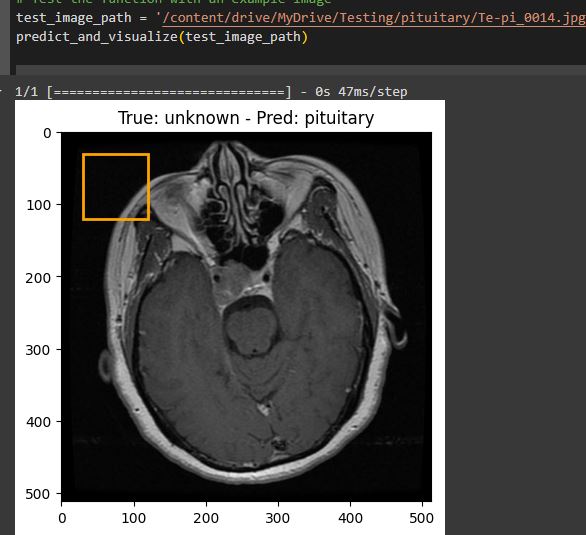 # Test the function with an example image
test_image_path = '/content/drive/MyDrive/Testing/pituitary/Te-pi_0014.jpg
predict_and_visualize(test_image_path)
1/1 [==============================] - 0s 47ms/step
True: unknown - Pred: pituitary
0
100
200
300
400
500
0 100 200 300 400 500